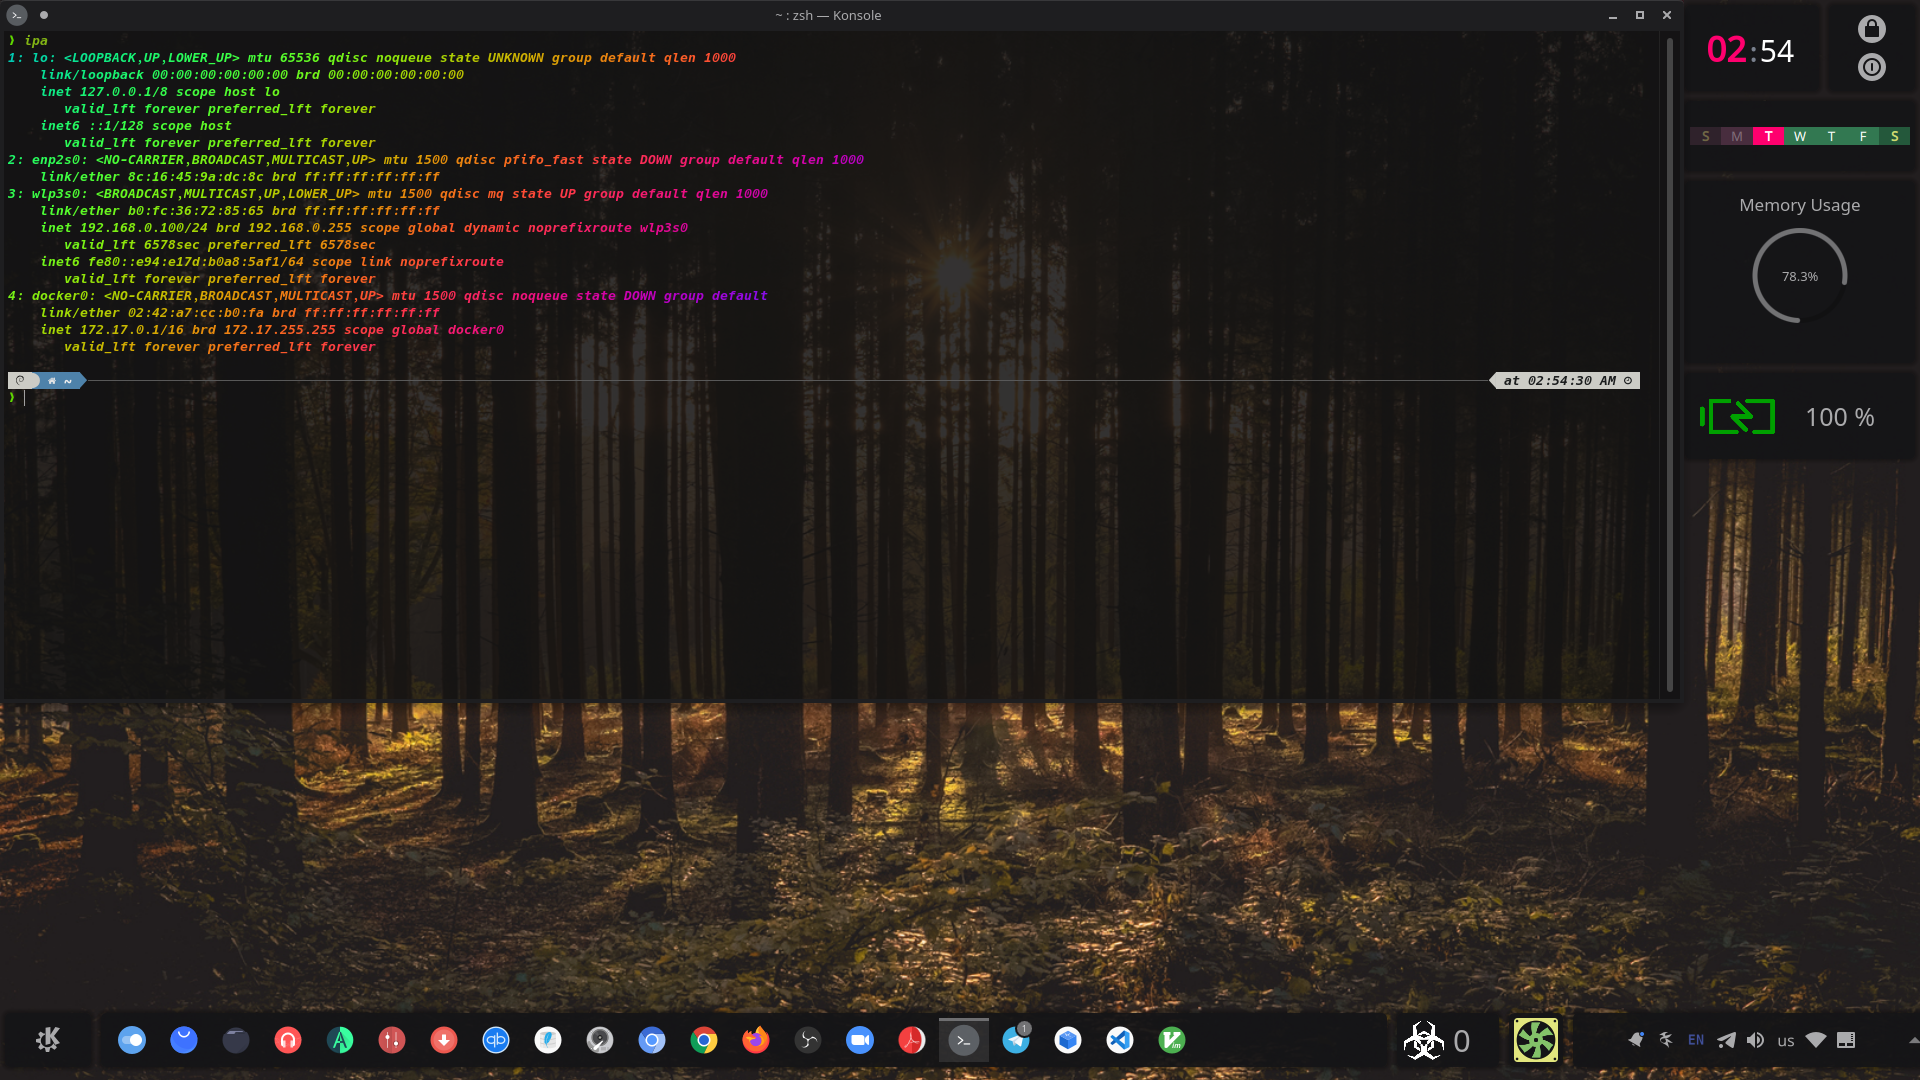 ~ : zsh — Konsole
❯ ipa
1: lo: <LOOPBACK,UP,LOWER_UP> mtu 65536 qdisc noqueue state UNKNOWN group default qlen 1000
link/loopback 00:00:00:00:00:00 brd 00:00:00:00:00:00
inet 127.0.0.1/8 scope host lo
valid_lft forever preferred_lft forever
inet6 ::1/128 scope host
valid_lft forever preferred_lft forever
2: enp2s0: <NO-CARRIER,BROADCAST,MULTICAST,UP> mtu 1500 qdisc pfifo_fast state DOWN group default qlen 1000
link/ether 8c:16:45:9a:dc:8c brd ff:ff:ff:ff:ff:ff
3: wlp3s0: <BROADCAST,MULTICAST,UP,LOWER_UP> mtu 1500 qdisc mq state UP group default qlen 1000
link/ether b0:fc:36:72:85:65 brd ff:ff:ff:ff:ff:ff
inet 192.168.0.100/24 brd 192.168.0.255 scope global dynamic noprefixroute wlp3s0
valid_lft 6578sec preferred_lft 6578sec
inet6 fe80::e94:e17d:b0a8:5af1/64 scope link noprefixroute
valid_lft forever preferred_lft forever
4: docker0: <NO-CARRIER,BROADCAST,MULTICAST,UP> mtu 1500 qdisc noqueue state DOWN group default
link/ether 02:42:a7:cc:b0:fa brd ff:ff:ff:ff:ff:ff
inet 172.17.0.1/16 brd 172.17.255.255 scope global docker0
valid_lft forever preferred_lft forever
~ at 02:54:30 AM
❯
02:54
S M T W T F S
Memory Usage
78.3%
100 %
qb
1
Vim
0
EN
us